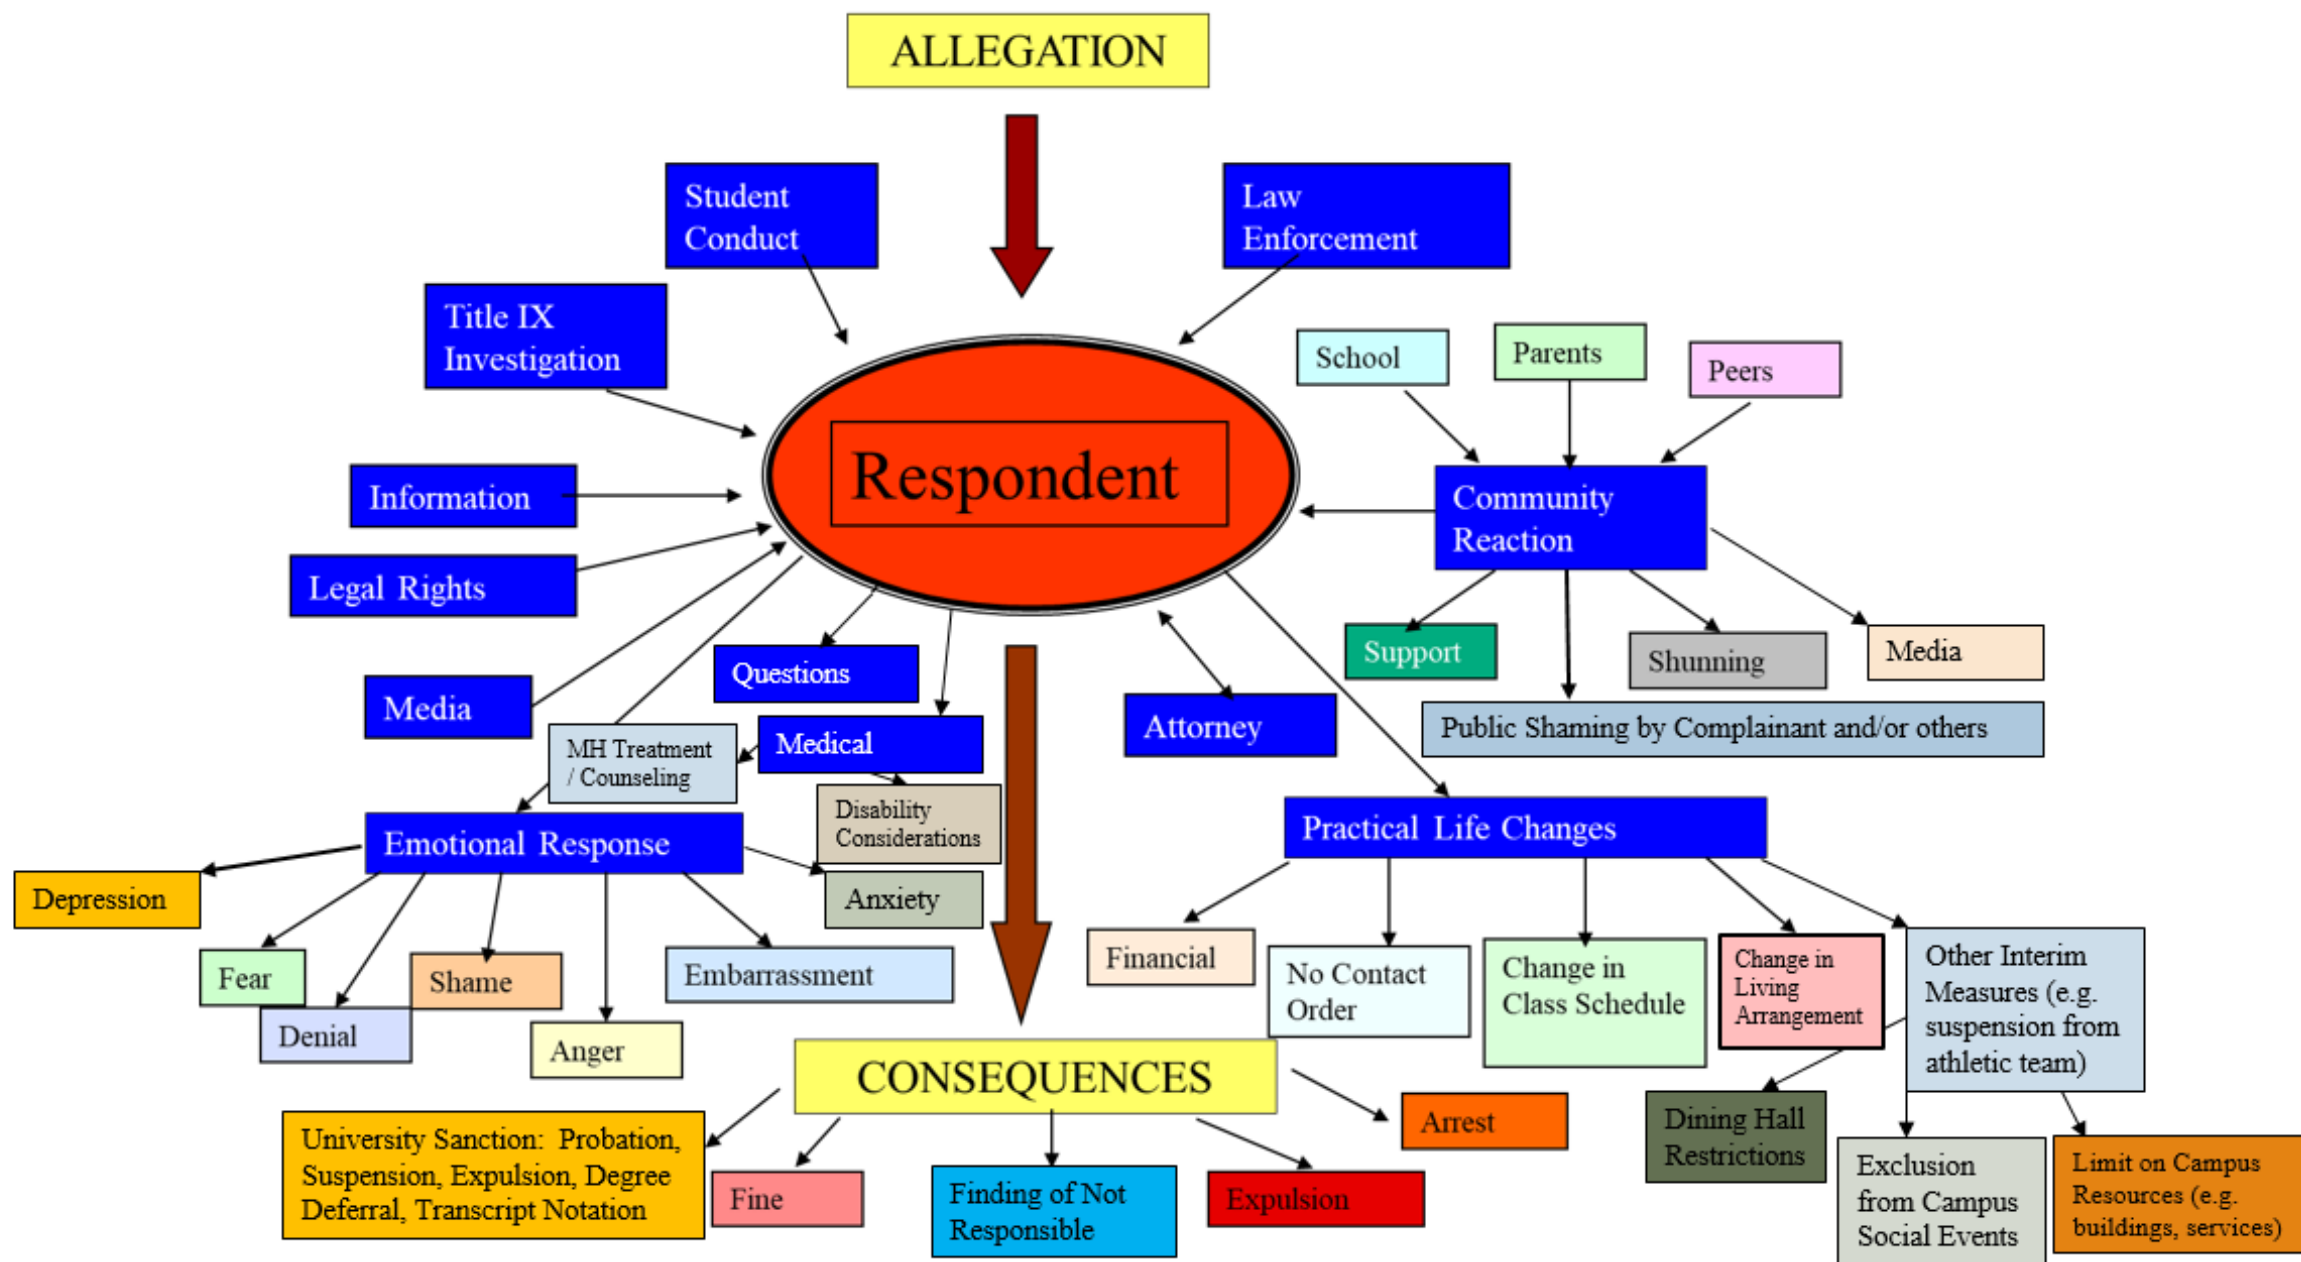 ALLEGATION
Student
Conduct
Law
Enforcement
Title IX
Investigation
School
Parents
Peers
Respondent
Information
Community
Reaction
Legal Rights
Questions
Support
Shunning
Media
Media
Attorney
Public Shaming by Complainant and/or others
MH Treatment
/ Counseling
Medical
Disability
Considerations
Emotional Response
Practical Life Changes
Depression
Anxiety
Fear
Shame
Embarrassment
Denial
Anger
Financial
No Contact
Order
Change in
Class Schedule
Change in
Living
Arrangement
Other Interim
Measures (e.g.
suspension from
athletic team)
CONSEQUENCES
Dining Hall
Restrictions
Exclusion
from Campus
Social Events
Limit on Campus
Resources (e.g.
buildings, services)
University Sanction:  Probation,
Suspension, Expulsion, Degree
Deferral, Transcript Notation
Fine
Finding of Not
Responsible
Expulsion
Arrest